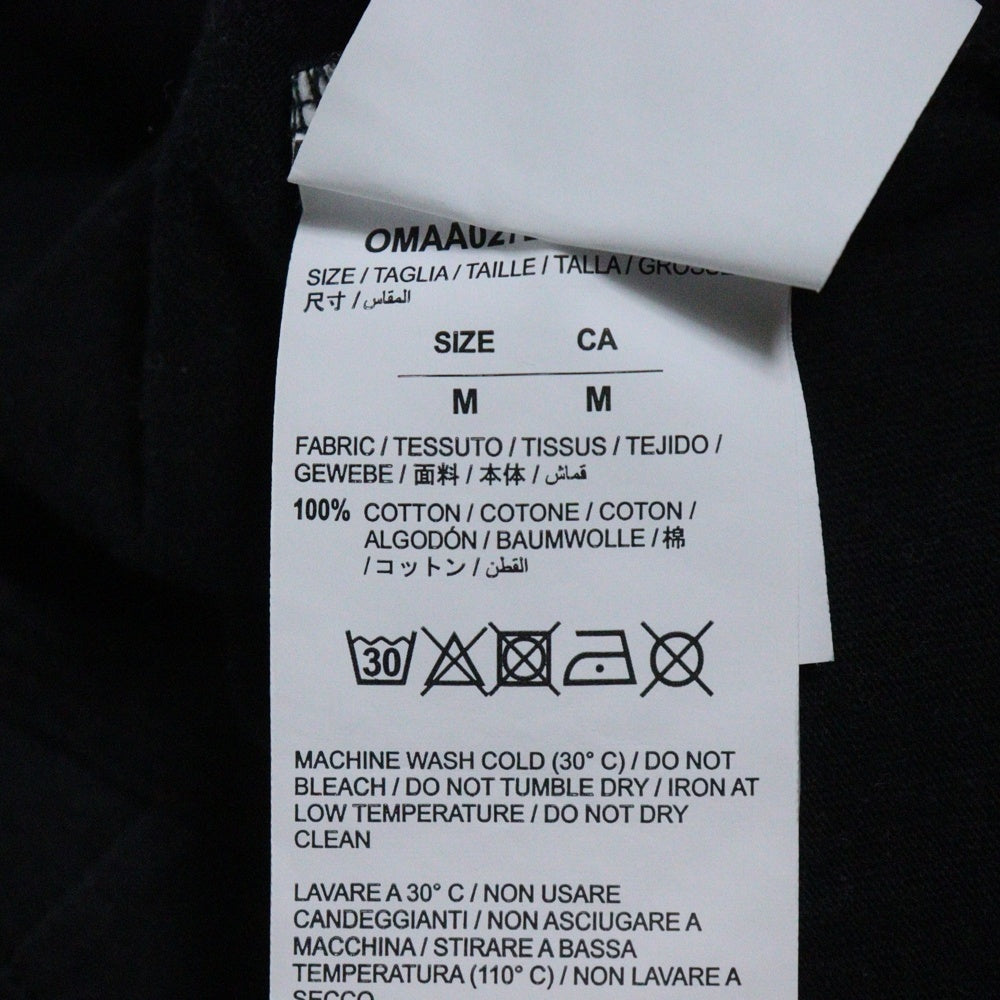 SIZE / TAGLIA / TAILLE / TALLA /
尺寸 / المقاس
SIZE CA
M M
FABRIC / TESSUTO / TISSUS / TEJIDO /
GEWEBE / 面料 / 本体 / قماش
100% COTTON / COTONE / COTON /
ALGODÓN / BAUMWOLLE / 棉
/ コットン / القطن
30
MACHINE WASH COLD (30° C) / DO NOT
BLEACH / DO NOT TUMBLE DRY / IRON AT
LOW TEMPERATURE / DO NOT DRY
CLEAN
LAVARE A 30° C / NON USARE
CANDEGGIANTI / NON ASCIUGARE A
MACCHINA / STIRARE A BASSA
TEMPERATURA (110° C) / NON LAVARE A
SECCO